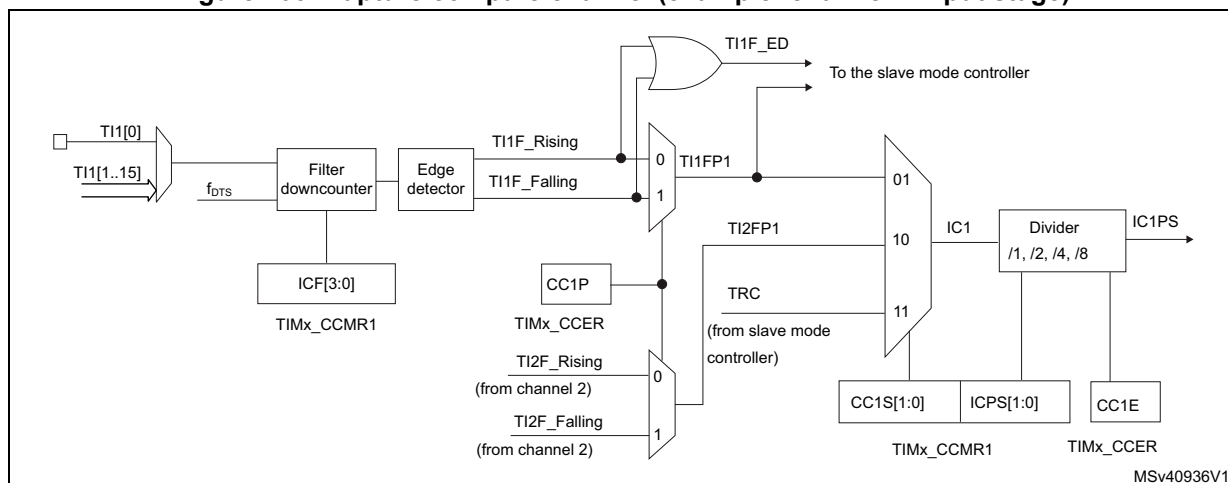 TI1F_ED
To the slave mode controller
TI1[0]
TI1[1..15]
fDTS
Filter
downcounter
Edge
detector
TI1F_Rising
TI1F_Falling
0
1
TI1FP1
01
TI2FP1
10
IC1
Divider
/1, /2, /4, /8
IC1PS
ICF[3:0]
TIMx_CCMR1
CC1P
TIMx_CCER
TRC
11
(from slave mode
controller)
TI2F_Rising
(from channel 2)
0
TI2F_Falling
(from channel 2)
1
CC1S[1:0]
ICPS[1:0]
CC1E
TIMx_CCMR1
TIMx_CCER
MSv40936V1